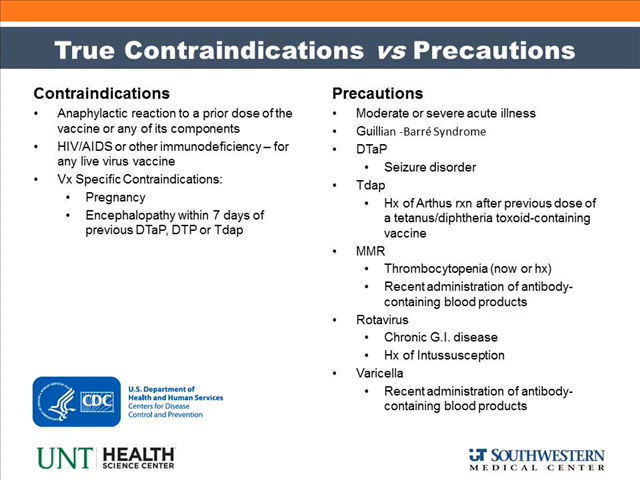 True Contraindications vs Precautions
Contraindications
• Anaphylactic reaction to a prior dose of the
vaccine or any of its components
• HIV/AIDS or other immunodeficiency – for
any live virus vaccine
• Vx Specific Contraindications:
• Pregnancy
• Encephalopathy within 7 days of
previous DTaP, DTP or Tdap
Precautions
• Moderate or severe acute illness
• Guillian -Barré Syndrome
• DTaP
• Seizure disorder
• Tdap
• Hx of Arthus rxn after previous dose of
a tetanus/diphtheria toxoid-containing
vaccine
• MMR
• Thrombocytopenia (now or hx)
• Recent administration of antibody-
containing blood products
• Rotavirus
• Chronic G.I. disease
• Hx of Intussusception
• Varicella
• Recent administration of antibody-
containing blood products
CDC
U.S. Department of
Health and Human Services
Centers for Disease
Control and Prevention
UNT HEALTH
SCIENCE CENTER
UT SOUTHWESTERN
MEDICAL CENTER